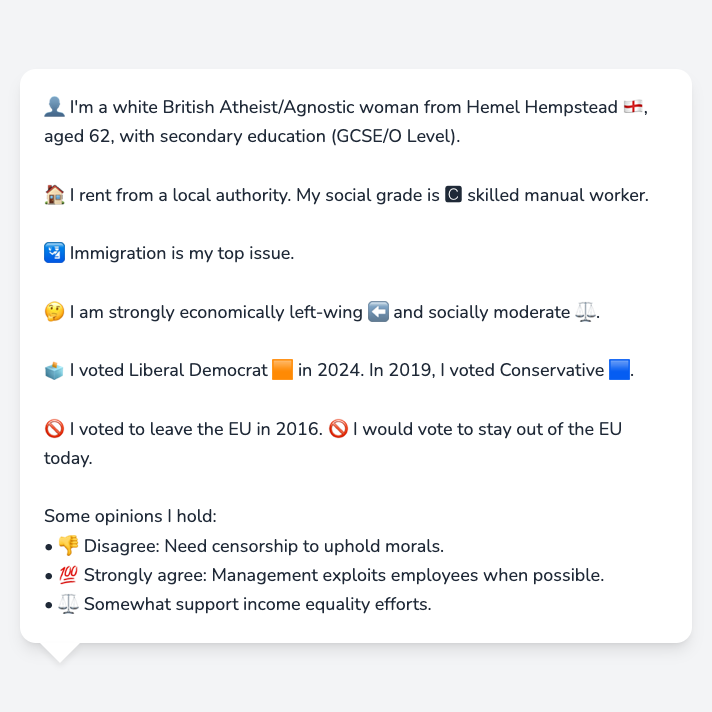 👤 I'm a white British Atheist/Agnostic woman from Hemel Hempstead 🏴󠁧󠁢󠁥󠁮󠁧󠁿,
aged 62, with secondary education (GCSE/O Level).
🏠 I rent from a local authority. My social grade is 🅲 skilled manual worker.
🛂 Immigration is my top issue.
🤔 I am strongly economically left-wing ⬅️ and socially moderate ⚖️.
🗳️ I voted Liberal Democrat 🟧 in 2024. In 2019, I voted Conservative 🟦.
🚫 I voted to leave the EU in 2016. 🚫 I would vote to stay out of the EU
today.
Some opinions I hold:
• 👎 Disagree: Need censorship to uphold morals.
• 💯 Strongly agree: Management exploits employees when possible.
• ⚖️ Somewhat support income equality efforts.